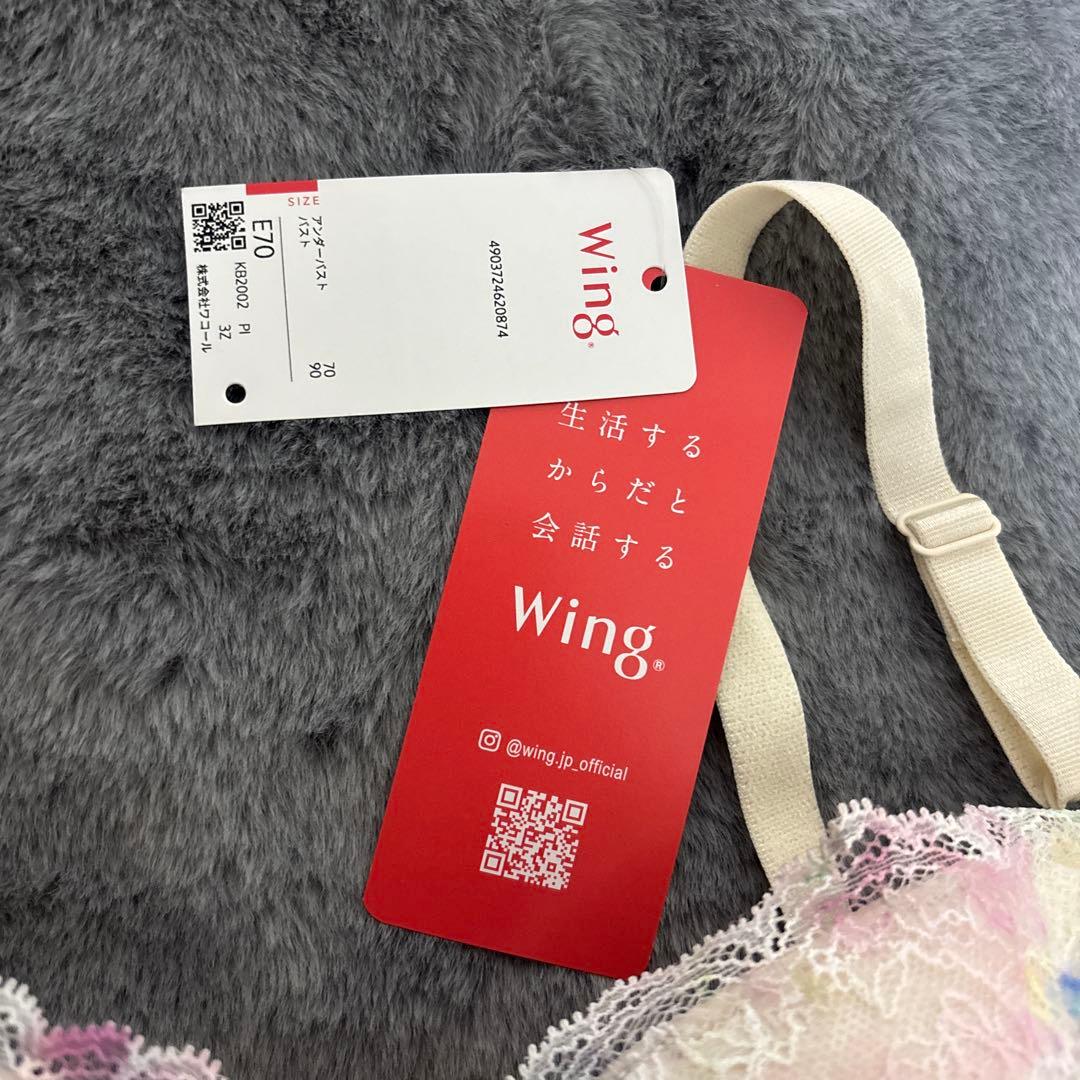 Wing®
4903724620874
SIZE
アンダーバスト 70
バスト 90
E70
KB2002 PI
3Z
株式会社ワコール
生活する
からだと
会話する
Wing®
@wing.jp_official